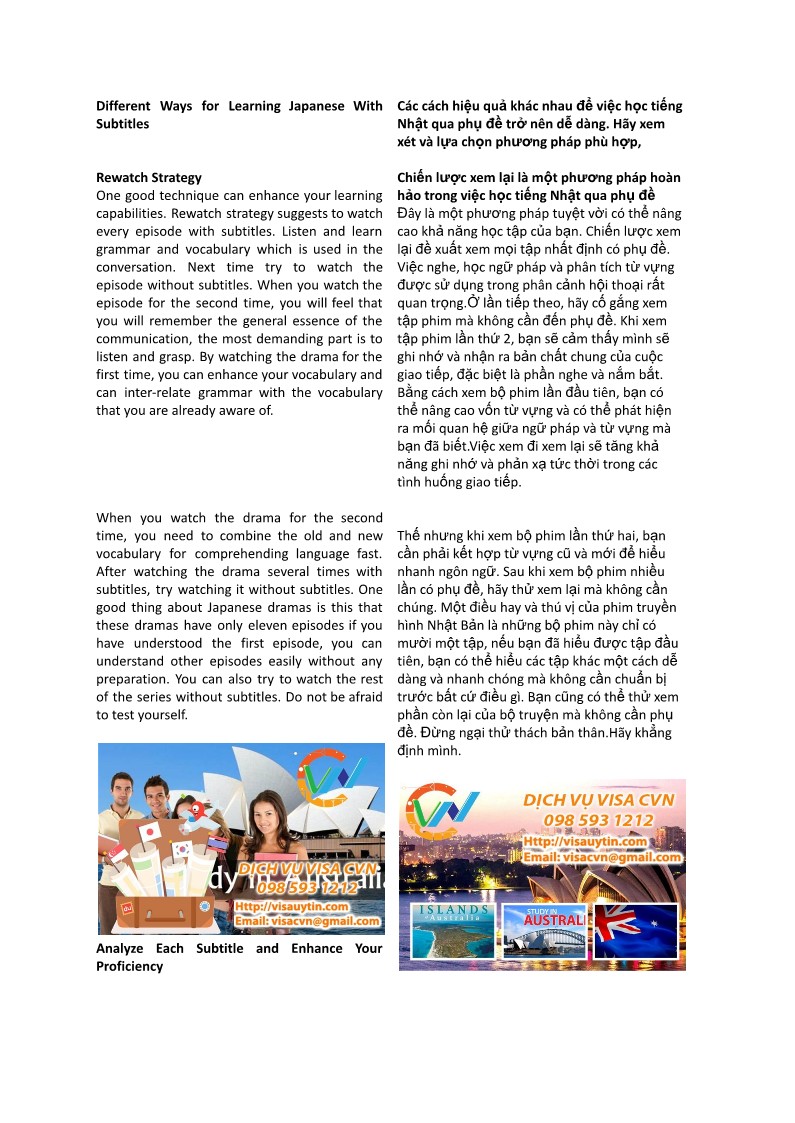 Different Ways for Learning Japanese With
Subtitles
Rewatch Strategy
One good technique can enhance your learning
capabilities. Rewatch strategy suggests to watch
every episode with subtitles. Listen and learn
grammar and vocabulary which is used in the
conversation. Next time try to watch the
episode without subtitles. When you watch the
episode for the second time, you will feel that
you will remember the general essence of the
communication, the most demanding part is to
listen and grasp. By watching the drama for the
first time, you can enhance your vocabulary and
can inter-relate grammar with the vocabulary
that you are already aware of.
When you watch the drama for the second
time, you need to combine the old and new
vocabulary for comprehending language fast.
After watching the drama several times with
subtitles, try watching it without subtitles. One
good thing about Japanese dramas is this that
these dramas have only eleven episodes if you
have understood the first episode, you can
understand other episodes easily without any
preparation. You can also try to watch the rest
of the series without subtitles. Do not be afraid
to test yourself.
dy in Australia
DỊCH VỤ VISA CVN
098 593 1212
Http://visauytin.com
Email: visacvn@gmail.com
Analyze Each Subtitle and Enhance Your
Proficiency
Các cách hiệu quả khác nhau để việc học tiếng
Nhật qua phụ đề trở nên dễ dàng. Hãy xem
xét và lựa chọn phương pháp phù hợp,
Chiến lược xem lại là một phương pháp hoàn
hảo trong việc học tiếng Nhật qua phụ đề
Đây là một phương pháp tuyệt vời có thể nâng
cao khả năng học tập của bạn. Chiến lược xem
lại đề xuất xem mọi tập nhất định có phụ đề.
Việc nghe, học ngữ pháp và phân tích từ vựng
được sử dụng trong phân cảnh hội thoại rất
quan trọng.Ở lần tiếp theo, hãy cố gắng xem
tập phim mà không cần đến phụ đề. Khi xem
tập phim lần thứ 2, bạn sẽ cảm thấy mình sẽ
ghi nhớ và nhận ra bản chất chung của cuộc
giao tiếp, đặc biệt là phần nghe và nắm bắt.
Bằng cách xem bộ phim lần đầu tiên, bạn có
thể nâng cao vốn từ vựng và có thể phát hiện
ra mối quan hệ giữa ngữ pháp và từ vựng mà
bạn đã biết.Việc xem đi xem lại sẽ tăng khả
năng ghi nhớ và phản xạ tức thời trong các
tình huống giao tiếp.
Thế nhưng khi xem bộ phim lần thứ hai, bạn
cần phải kết hợp từ vựng cũ và mới để hiểu
nhanh ngôn ngữ. Sau khi xem bộ phim nhiều
lần có phụ đề, hãy thử xem lại mà không cần
chúng. Một điều hay và thú vị của phim truyền
hình Nhật Bản là những bộ phim này chỉ có
mười một tập, nếu bạn đã hiểu được tập đầu
tiên, bạn có thể hiểu các tập khác một cách dễ
dàng và nhanh chóng mà không cần chuẩn bị
trước bất cứ điều gì. Bạn cũng có thể thử xem
phần còn lại của bộ truyện mà không cần phụ
đề. Đừng ngại thử thách bản thân.Hãy khẳng
định mình.
DỊCH VỤ VISA CVN
098 593 1212
Http://visauytin.com
Email: visacvn@gmail.com
ISLANDS
of Australia
STUDY IN
AUSTRALI